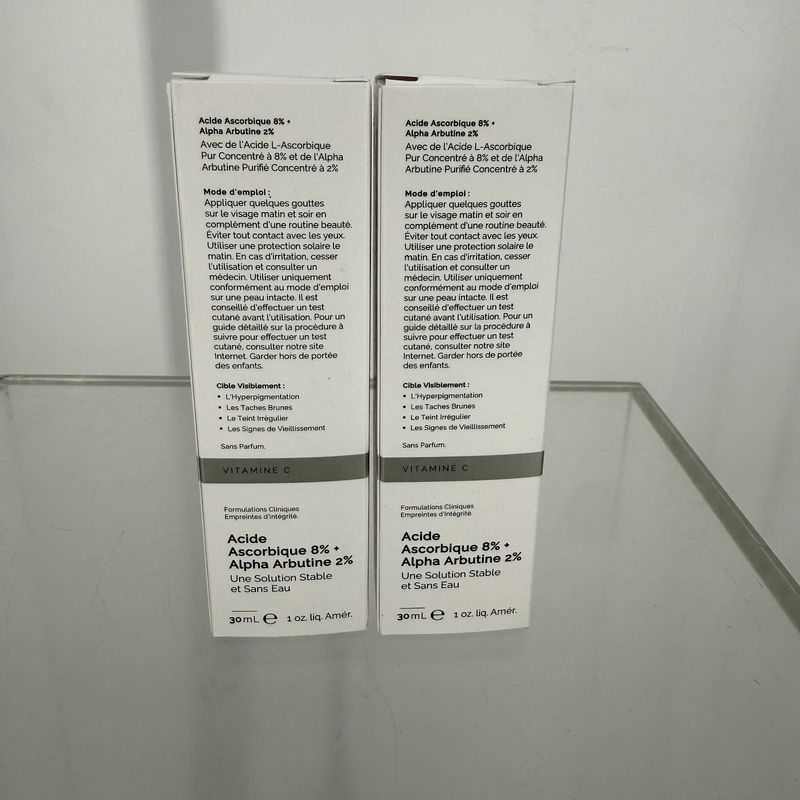 Acide Ascorbique 8% +
Alpha Arbutine 2%
Avec de l'Acide L-Ascorbique
Pur Concentré à 8% et de l'Alpha
Arbutine Purifié Concentré à 2%
Mode d'emploi :
Appliquer quelques gouttes
sur le visage matin et soir en
complément d'une routine beauté.
Éviter tout contact avec les yeux.
Utiliser une protection solaire le
matin. En cas d'irritation, cesser
l'utilisation et consulter un
médecin. Utiliser uniquement
conformément au mode d'emploi
sur une peau intacte. Il est
conseillé d'effectuer un test
cutané avant l'utilisation. Pour un
guide détaillé sur la procédure à
suivre pour effectuer un test
cutané, consulter notre site
Internet. Garder hors de portée
des enfants.
Cible Visiblement :
▪ L'Hyperpigmentation
▪ Les Taches Brunes
▪ Le Teint Irrégulier
▪ Les Signes de Vieillissement
Sans Parfum.
VITAMINE C
Formulations Cliniques
Empreintes d'Intégrité.
Acide
Ascorbique 8% +
Alpha Arbutine 2%
Une Solution Stable
et Sans Eau
30mL ℮ 1 oz. liq. Amér.
Acide Ascorbique 8% +
Alpha Arbutine 2%
Avec de l'Acide L-Ascorbique
Pur Concentré à 8% et de l'Alpha
Arbutine Purifié Concentré à 2%
Mode d'emploi :
Appliquer quelques gouttes
sur le visage matin et soir en
complément d'une routine beauté.
Éviter tout contact avec les yeux.
Utiliser une protection solaire le
matin. En cas d'irritation, cesser
l'utilisation et consulter un
médecin. Utiliser uniquement
conformément au mode d'emploi
sur une peau intacte. Il est
conseillé d'effectuer un test
cutané avant l'utilisation. Pour un
guide détaillé sur la procédure à
suivre pour effectuer un test
cutané, consulter notre site
Internet. Garder hors de portée
des enfants.
Cible Visiblement :
▪ L'Hyperpigmentation
▪ Les Taches Brunes
▪ Le Teint Irrégulier
▪ Les Signes de Vieillissement
Sans Parfum.
VITAMINE C
Formulations Cliniques
Empreintes d'Intégrité.
Acide
Ascorbique 8% +
Alpha Arbutine 2%
Une Solution Stable
et Sans Eau
30mL ℮ 1 oz. liq. Amér.